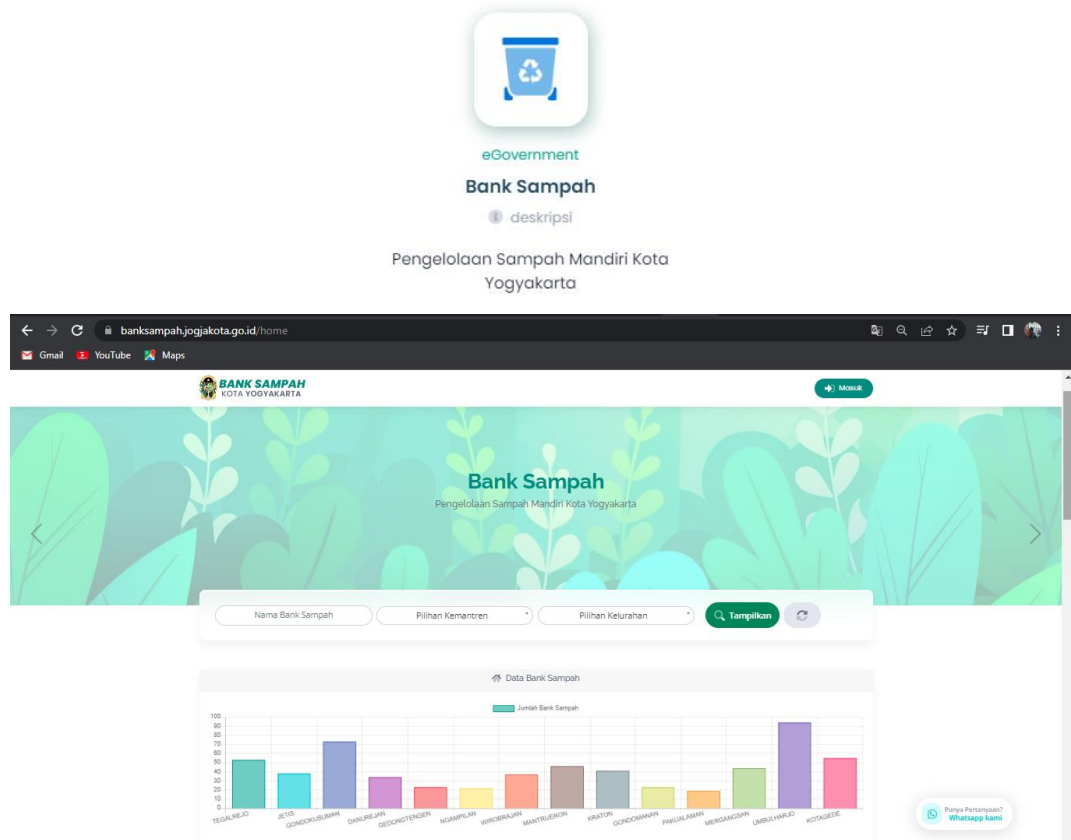 eGovernment
Bank Sampah
deskripsi
Pengelolaan Sampah Mandiri Kota
Yogyakarta
banksampah.jogjakota.go.id/home
Gmail YouTube Maps
BANK SAMPAH
KOTA YOGYAKARTA
Masuk
Bank Sampah
Pengelolaan Sampah Mandiri Kota Yogyakarta
Nama Bank Sampah Pilihan Kemantren Pilihan Kelurahan Tampilkan
Data Bank Sampah
Jumlah Bank Sampah
100
90
80
70
60
50
40
30
20
10
0
TEGALREJO JETIS GONDOKUSUMAN DANUREJAN GEDONGTENGEN NGAMPILAN WIROBRAJAN MANTRIJERON KRATON GONDOMANAN PAKUALAMAN MERGANGSAN UMBULHARJO KOTAGEDE
Punya Pertanyaan?
Whatsapp kami